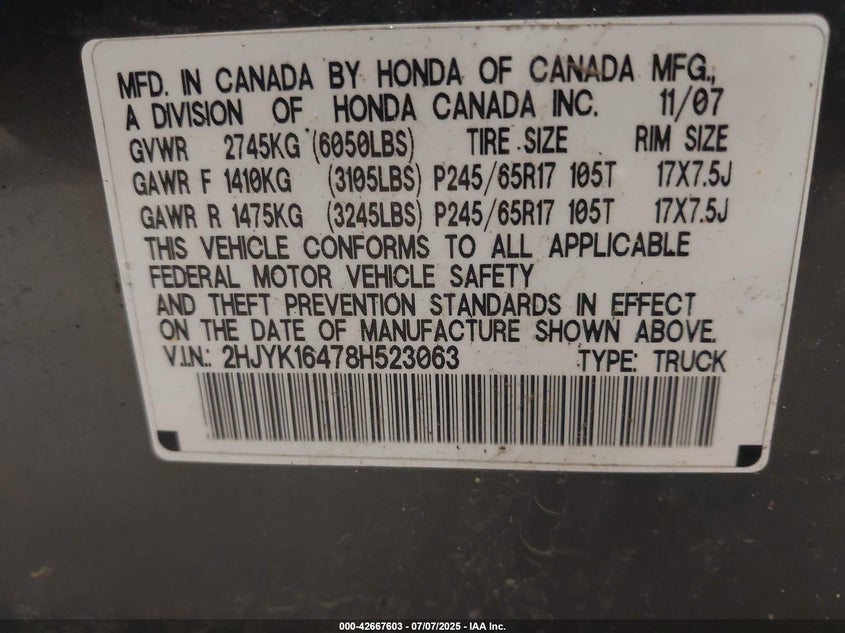 MFD. IN CANADA BY HONDA OF CANADA MFG.,
A DIVISION OF HONDA CANADA INC. 11/07
GVWR 2745KG (6050LBS) TIRE SIZE RIM SIZE
GAWR F 1410KG (3105LBS) P245/65R17 105T 17X7.5J
GAWR R 1475KG (3245LBS) P245/65R17 105T 17X7.5J
THIS VEHICLE CONFORMS TO ALL APPLICABLE
FEDERAL MOTOR VEHICLE SAFETY
AND THEFT PREVENTION STANDARDS IN EFFECT
ON THE DATE OF MANUFACTURE SHOWN ABOVE.
V.I.N.: 2HJYK16478H523063 TYPE: TRUCK
000-42667603 - 07/07/2025 - IAA Inc.